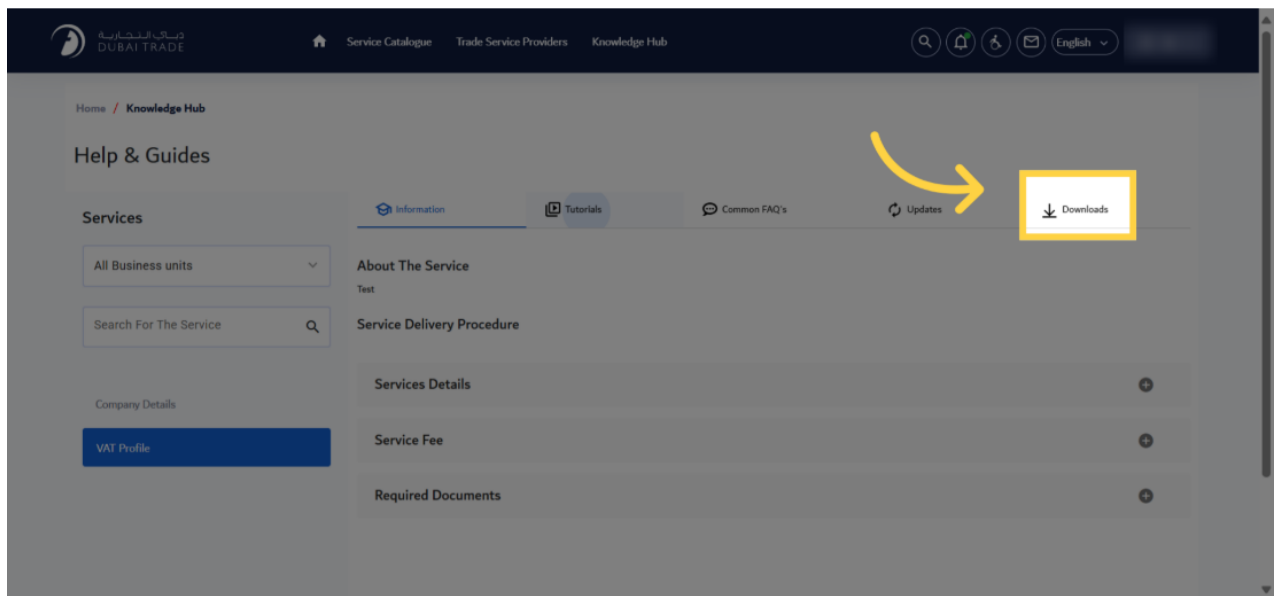 دبي التجارية
DUBAI TRADE
Service Catalogue
Trade Service Providers
Knowledge Hub
English
Home / Knowledge Hub
Help & Guides
Services
Information
Tutorials
Common FAQ's
Updates
Downloads
All Business units
Search For The Service
Company Details
VAT Profile
About The Service
Test
Service Delivery Procedure
Services Details
Service Fee
Required Documents